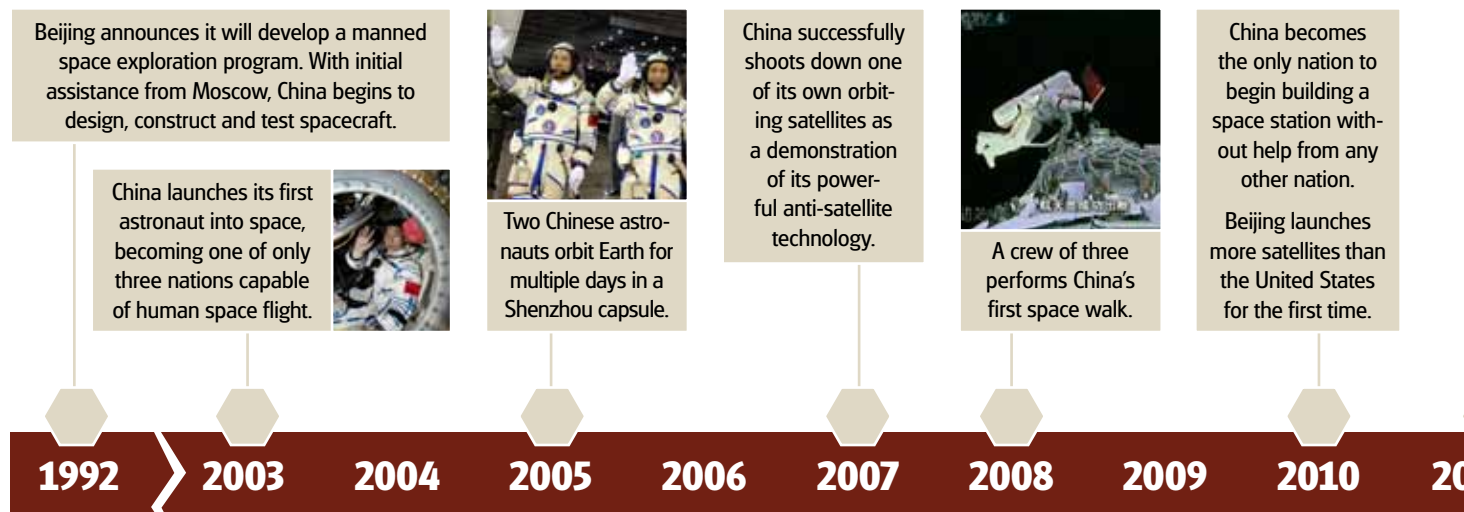 Beijing announces it will develop a manned
space exploration program. With initial
assistance from Moscow, China begins to
design, construct and test spacecraft.
China launches its first
astronaut into space,
becoming one of only
three nations capable
of human space flight.
Two Chinese astro-
nauts orbit Earth for
multiple days in a
Shenzhou capsule.
China successfully
shoots down one
of its own orbit-
ing satellites as
a demonstration
of its power-
ful anti-satellite
technology.
A crew of three
performs China's
first space walk.
China becomes
the only nation to
begin building a
space station with-
out help from any
other nation.
Beijing launches
more satellites than
the United States
for the first time.
1992 2003 2004 2005 2006 2007 2008 2009 2010